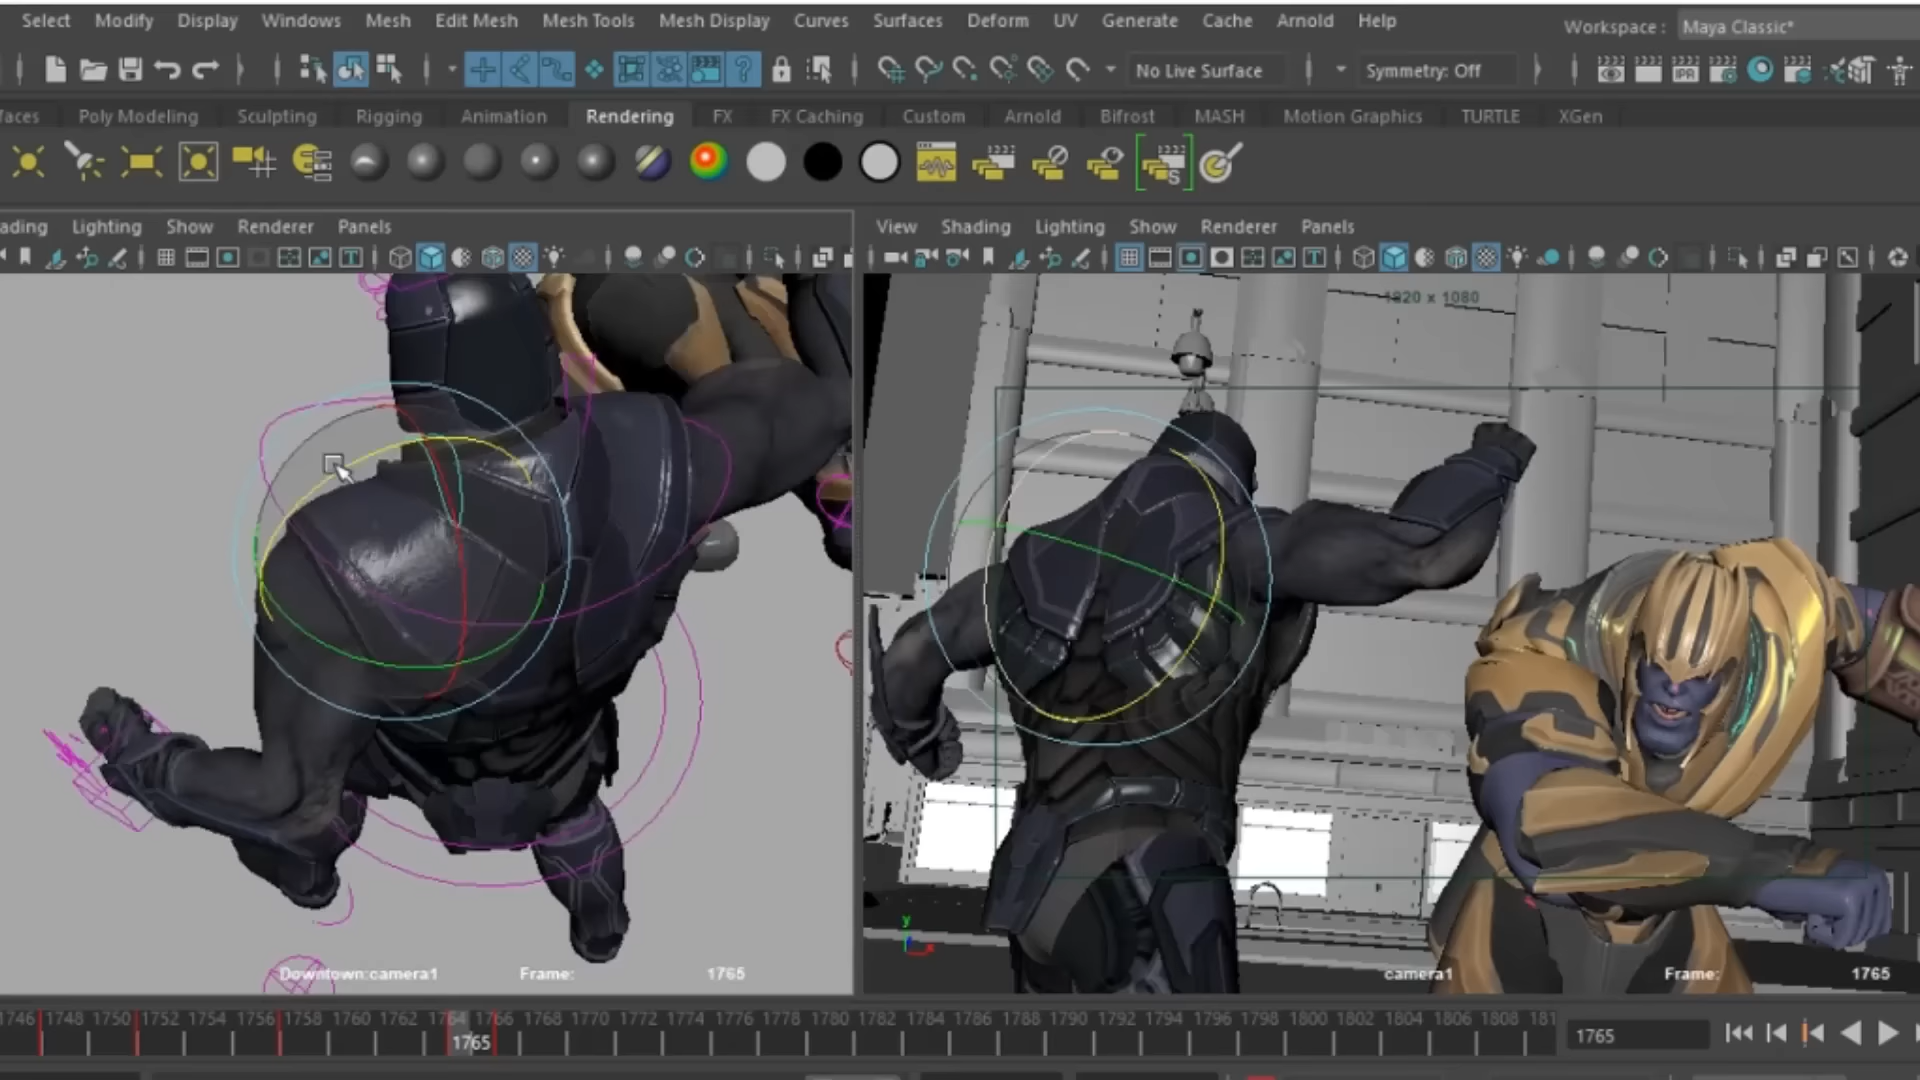 Select Modify Display Windows Mesh Edit Mesh Mesh Tools Mesh Display Curves Surfaces Deform UV Generate Cache Arnold Help Workspace : Maya Classic*
No Live Surface Symmetry: Off
faces Poly Modeling Sculpting Rigging Animation Rendering FX FX Caching Custom Arnold Bifrost MASH Motion Graphics TURTLE XGen
ading Lighting Show Renderer Panels
View Shading Lighting Show Renderer Panels
1920 x 1080
Downtown:camera1 Frame: 1765
camera1 Frame: 1765
y
x
1746 1748 1750 1752 1754 1756 1758 1760 1762 1764 1766 1768 1770 1772 1774 1776 1778 1780 1782 1784 1786 1788 1790 1792 1794 1796 1798 1800 1802 1804 1806 1808 181
1765
1765